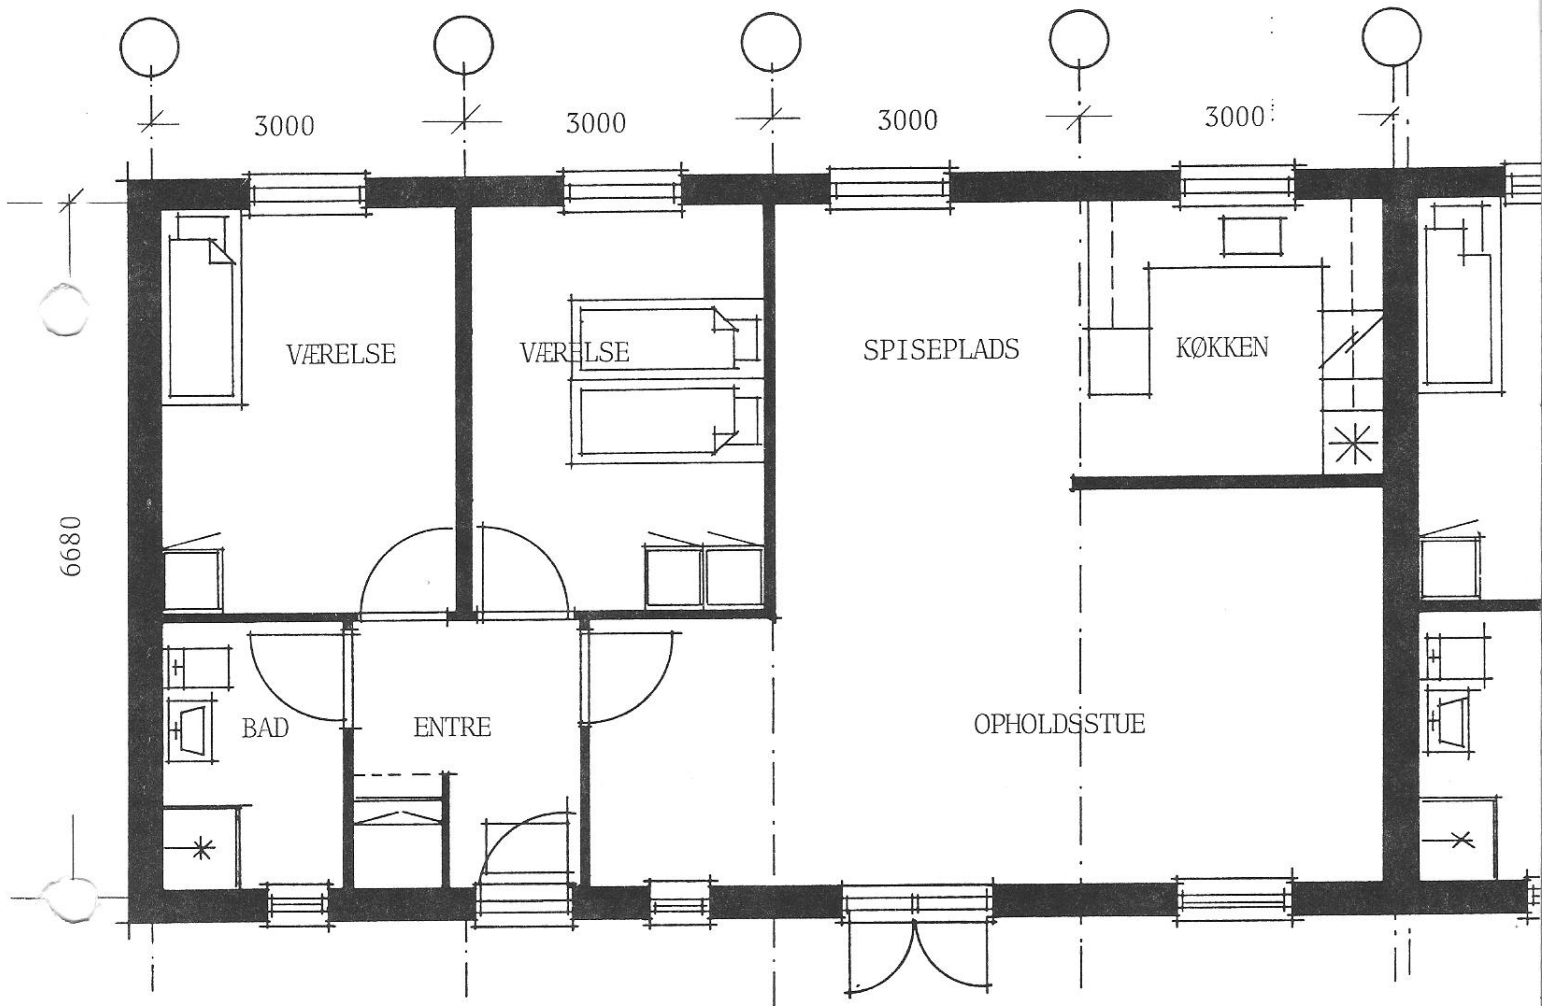 3000
3000
3000
3000
VÆRELSE
VÆRELSE
SPISEPLADS
KØKKEN
6680
BAD
ENTRE
OPHOLDSSTUE